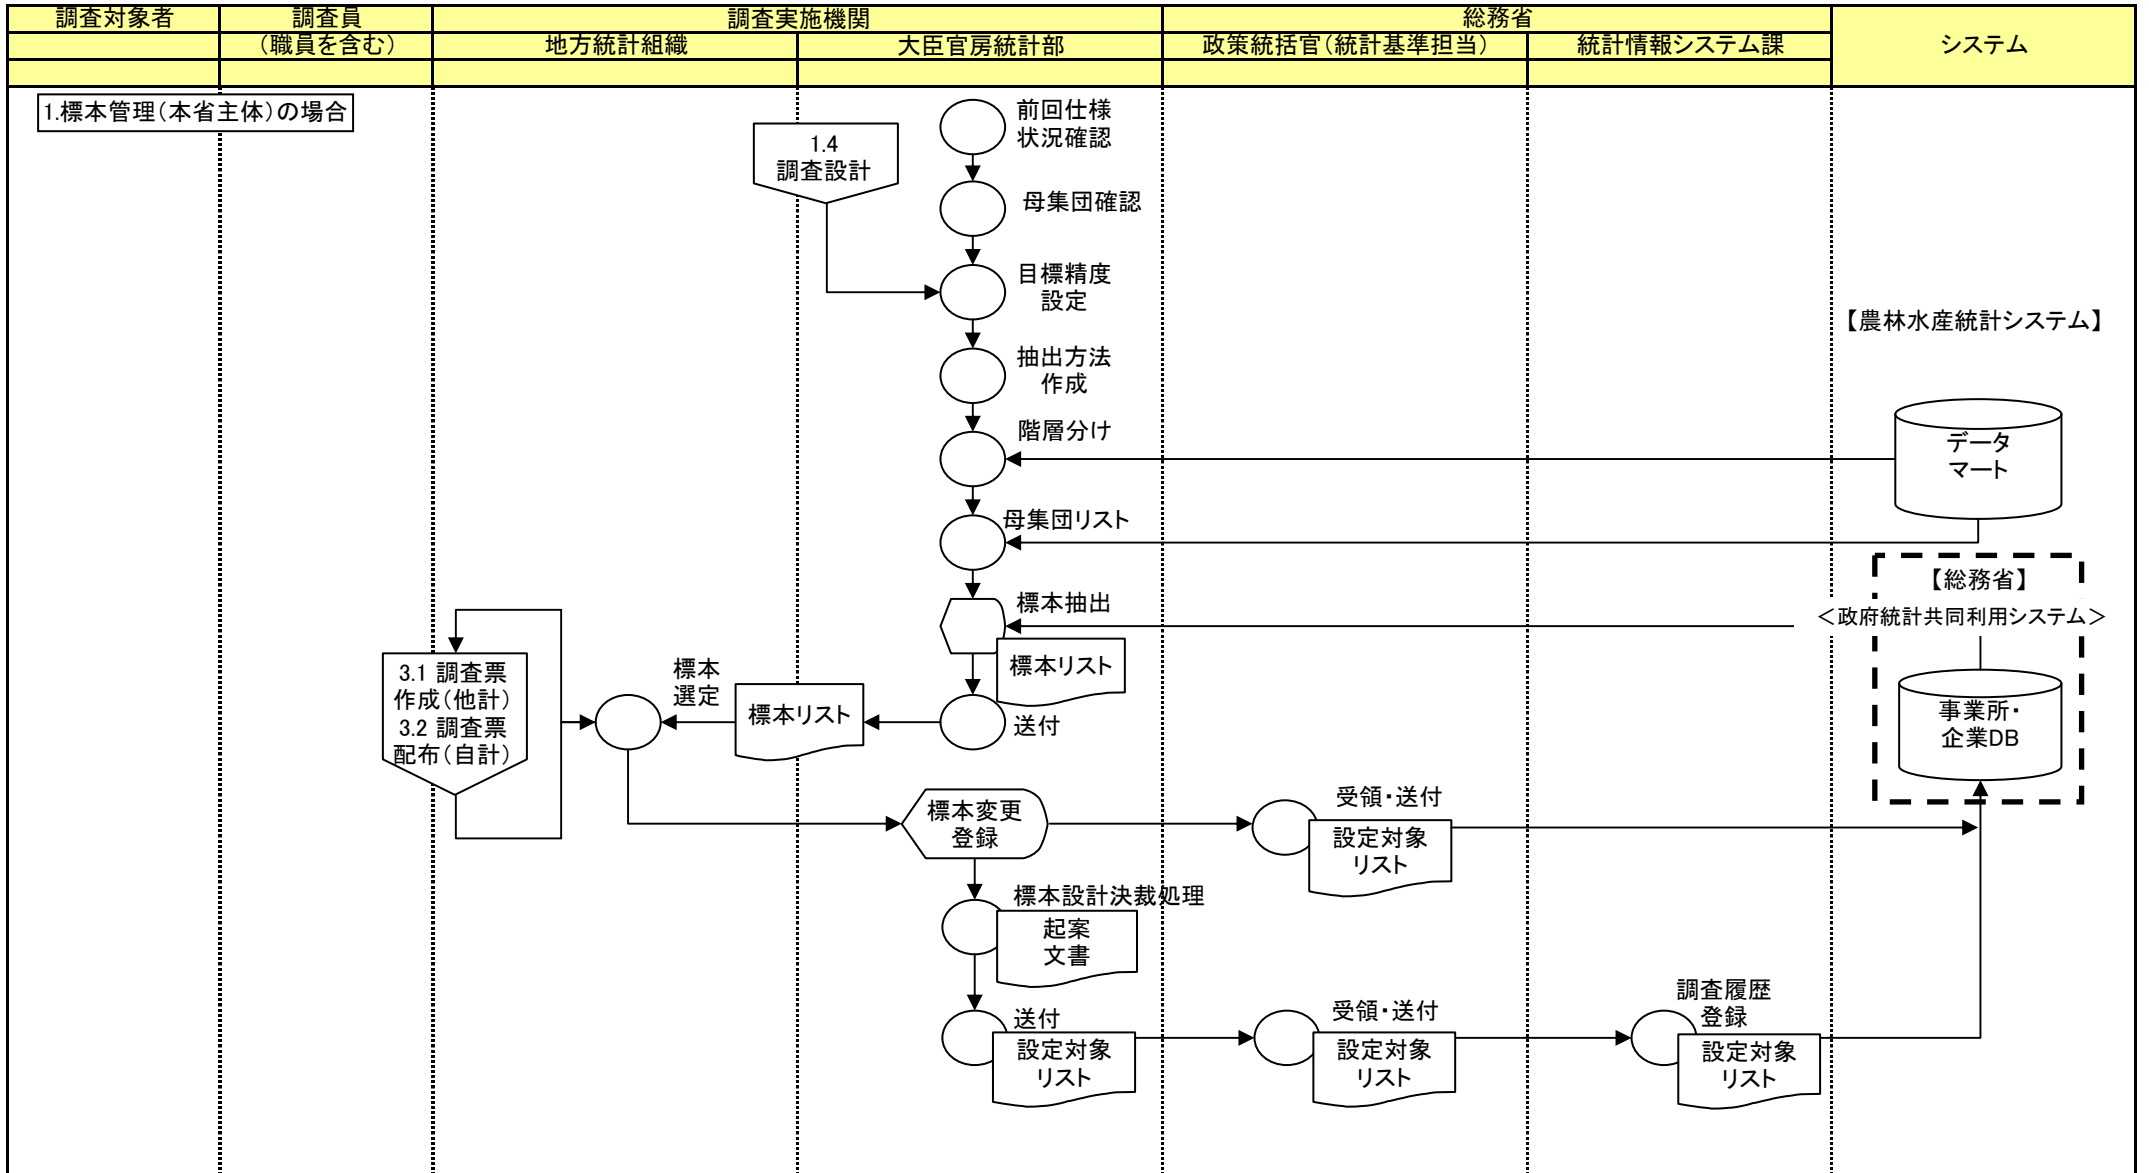 調査対象者
調査員
(職員を含む)
調査実施機関
地方統計組織
大臣官房統計部
総務省
政策統括官(統計基準担当)
統計情報システム課
システム
1.標本管理(本省主体)の場合
前回仕様
状況確認
1.4
調査設計
母集団確認
目標精度
設定
【農林水産統計システム】
抽出方法
作成
階層分け
データ
マート
母集団リスト
【総務省】
標本抽出
<政府統計共同利用システム>
標本リスト
3.1 調査票
作成(他計)
3.2 調査票
配布(自計)
標本
選定
標本リスト
送付
事業所・
企業DB
標本変更
登録
受領・送付
設定対象
リスト
標本設計決裁処理
起案
文書
送付
設定対象
リスト
受領・送付
設定対象
リスト
調査履歴
登録
設定対象
リスト